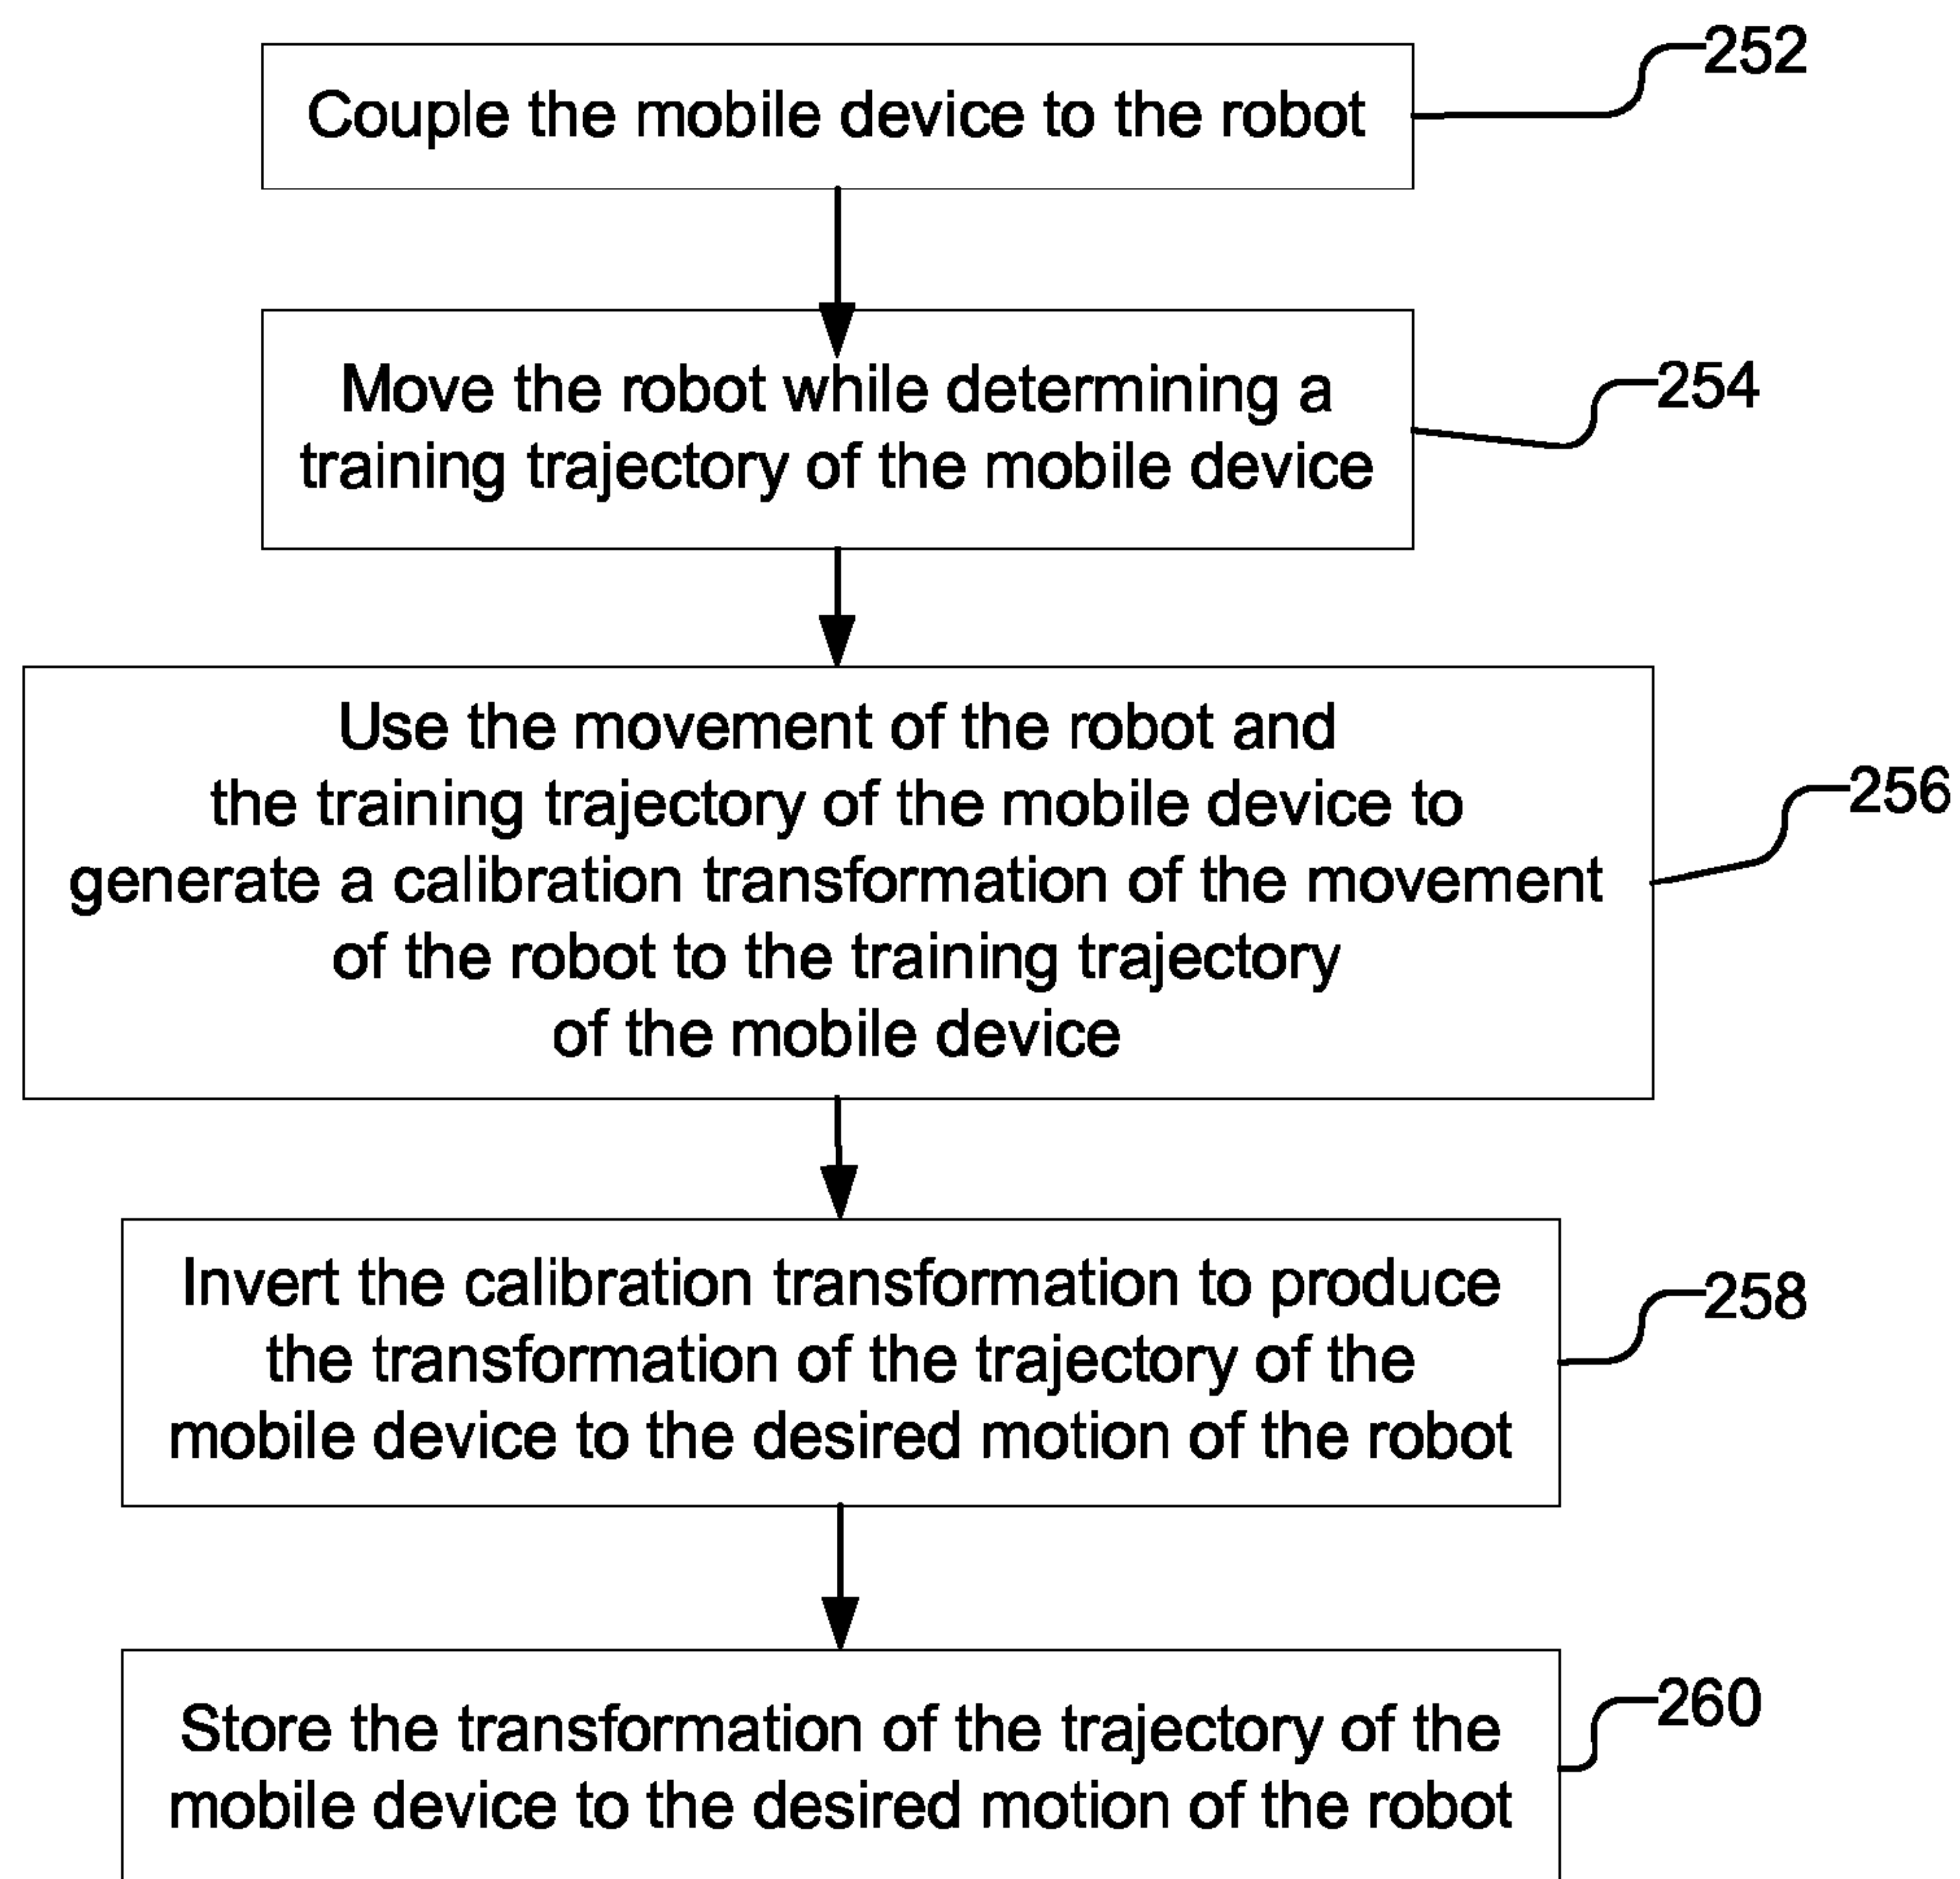 Couple the mobile device to the robot
252
Move the robot while determining a
training trajectory of the mobile device
254
Use the movement of the robot and
the training trajectory of the mobile device to
generate a calibration transformation of the movement
of the robot to the training trajectory
of the mobile device
256
Invert the calibration transformation to produce
the transformation of the trajectory of the
mobile device to the desired motion of the robot
258
Store the transformation of the trajectory of the
mobile device to the desired motion of the robot
260